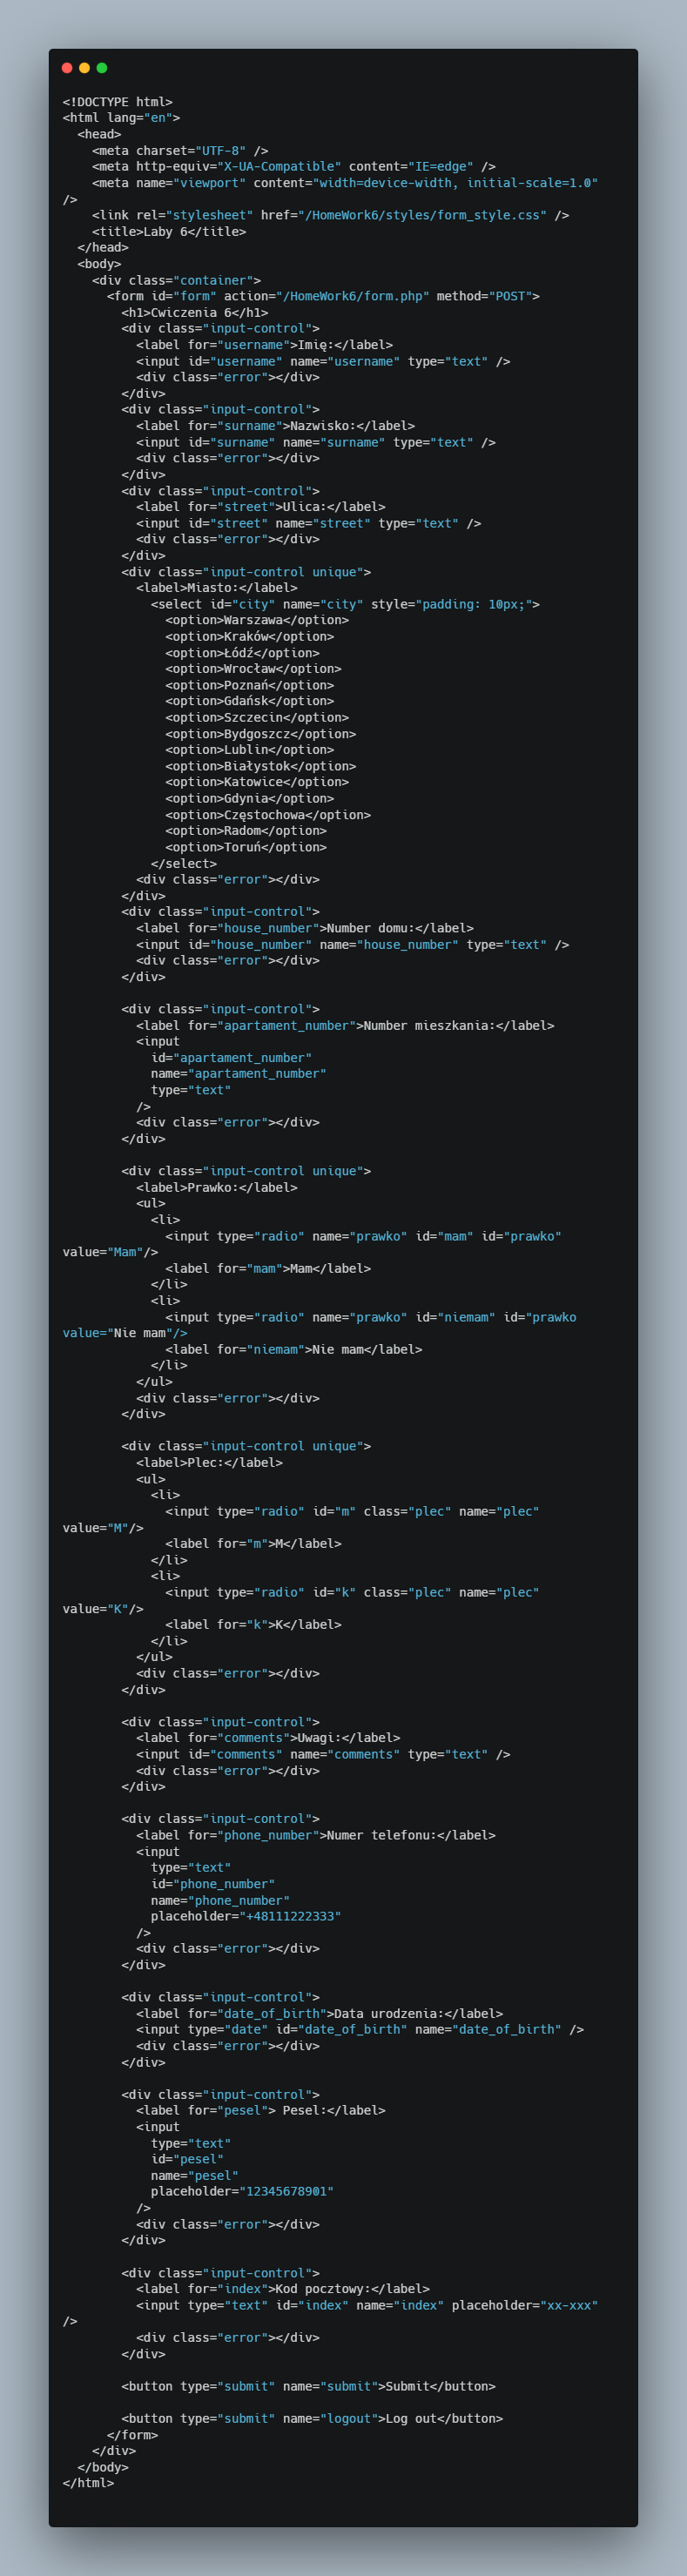 <!DOCTYPE html>
<html lang="en">
  <head>
    <meta charset="UTF-8" />
    <meta http-equiv="X-UA-Compatible" content="IE=edge" />
    <meta name="viewport" content="width=device-width, initial-scale=1.0"
/>
    <link rel="stylesheet" href="/HomeWork6/styles/form_style.css" />
    <title>Laby 6</title>
  </head>
  <body>
    <div class="container">
      <form id="form" action="/HomeWork6/form.php" method="POST">
        <h1>Cwiczenia 6</h1>
        <div class="input-control">
          <label for="username">Imię:</label>
          <input id="username" name="username" type="text" />
          <div class="error"></div>
        </div>
        <div class="input-control">
          <label for="surname">Nazwisko:</label>
          <input id="surname" name="surname" type="text" />
          <div class="error"></div>
        </div>
        <div class="input-control">
          <label for="street">Ulica:</label>
          <input id="street" name="street" type="text" />
          <div class="error"></div>
        </div>
        <div class="input-control unique">
          <label>Miasto:</label>
            <select id="city" name="city" style="padding: 10px;">
              <option>Warszawa</option>
              <option>Kraków</option>
              <option>Łódź</option>
              <option>Wrocław</option>
              <option>Poznań</option>
              <option>Gdańsk</option>
              <option>Szczecin</option>
              <option>Bydgoszcz</option>
              <option>Lublin</option>
              <option>Białystok</option>
              <option>Katowice</option>
              <option>Gdynia</option>
              <option>Częstochowa</option>
              <option>Radom</option>
              <option>Toruń</option>
            </select>
          <div class="error"></div>
        </div>
        <div class="input-control">
          <label for="house_number">Number domu:</label>
          <input id="house_number" name="house_number" type="text" />
          <div class="error"></div>
        </div>

        <div class="input-control">
          <label for="apartament_number">Number mieszkania:</label>
          <input
            id="apartament_number"
            name="apartament_number"
            type="text"
          />
          <div class="error"></div>
        </div>

        <div class="input-control unique">
          <label>Prawko:</label>
          <ul>
            <li>
              <input type="radio" name="prawko" id="mam" id="prawko"
value="Mam"/>
              <label for="mam">Mam</label>
            </li>
            <li>
              <input type="radio" name="prawko" id="niemam" id="prawko
value="Nie mam"/>
              <label for="niemam">Nie mam</label>
            </li>
          </ul>
          <div class="error"></div>
        </div>

        <div class="input-control unique">
          <label>Plec:</label>
          <ul>
            <li>
              <input type="radio" id="m" class="plec" name="plec"
value="M"/>
              <label for="m">M</label>
            </li>
            <li>
              <input type="radio" id="k" class="plec" name="plec"
value="K"/>
              <label for="k">K</label>
            </li>
          </ul>
          <div class="error"></div>
        </div>

        <div class="input-control">
          <label for="comments">Uwagi:</label>
          <input id="comments" name="comments" type="text" />
          <div class="error"></div>
        </div>

        <div class="input-control">
          <label for="phone_number">Numer telefonu:</label>
          <input
            type="text"
            id="phone_number"
            name="phone_number"
            placeholder="+48111222333"
          />
          <div class="error"></div>
        </div>

        <div class="input-control">
          <label for="date_of_birth">Data urodzenia:</label>
          <input type="date" id="date_of_birth" name="date_of_birth" />
          <div class="error"></div>
        </div>

        <div class="input-control">
          <label for="pesel"> Pesel:</label>
          <input
            type="text"
            id="pesel"
            name="pesel"
            placeholder="12345678901"
          />
          <div class="error"></div>
        </div>

        <div class="input-control">
          <label for="index">Kod pocztowy:</label>
          <input type="text" id="index" name="index" placeholder="xx-xxx"
/>
          <div class="error"></div>
        </div>

        <button type="submit" name="submit">Submit</button>

        <button type="submit" name="logout">Log out</button>
      </form>
    </div>
  </body>
</html>